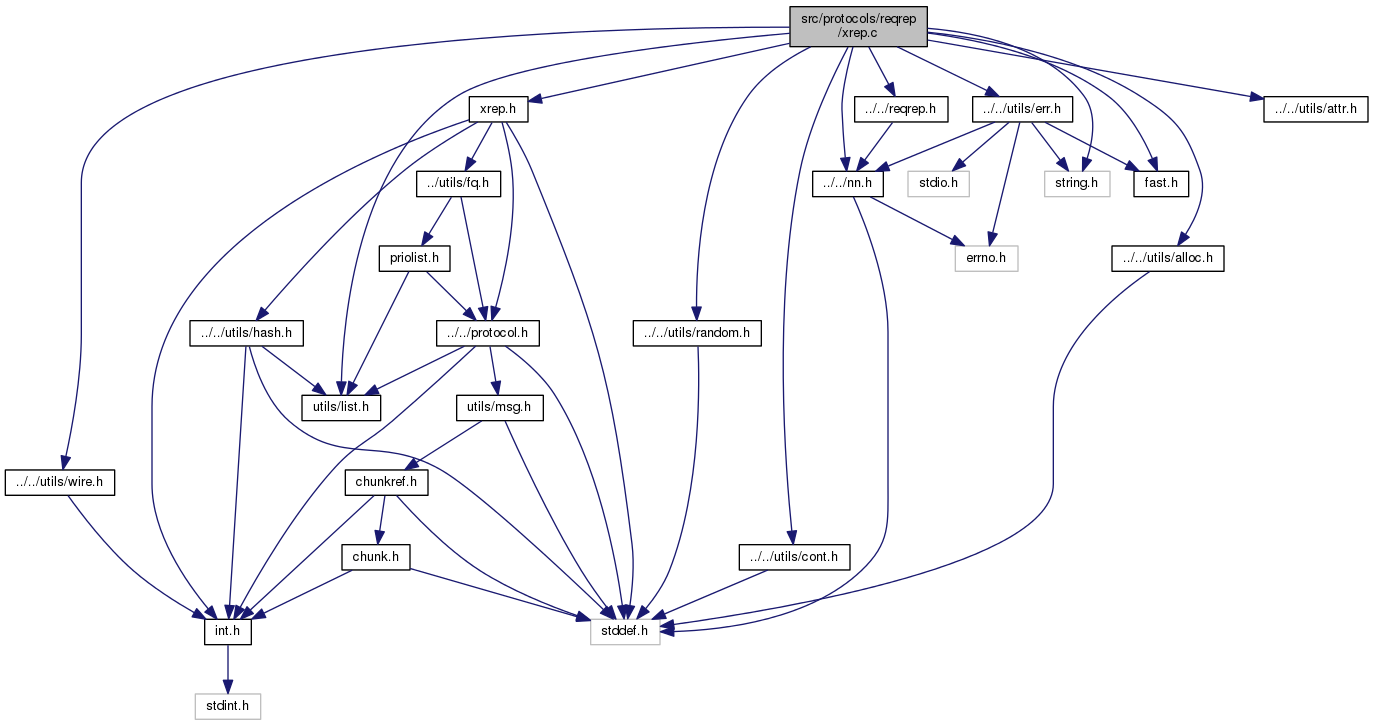 src/protocols/reqrep
/xrep.c
xrep.h
../../reqrep.h
../../utils/err.h
../../utils/attr.h
../utils/fq.h
../../nn.h
stdio.h
string.h
fast.h
priolist.h
errno.h
../../utils/alloc.h
../../utils/hash.h
../../protocol.h
../../utils/random.h
utils/list.h
utils/msg.h
../../utils/wire.h
chunkref.h
chunk.h
../../utils/cont.h
int.h
stddef.h
stdint.h